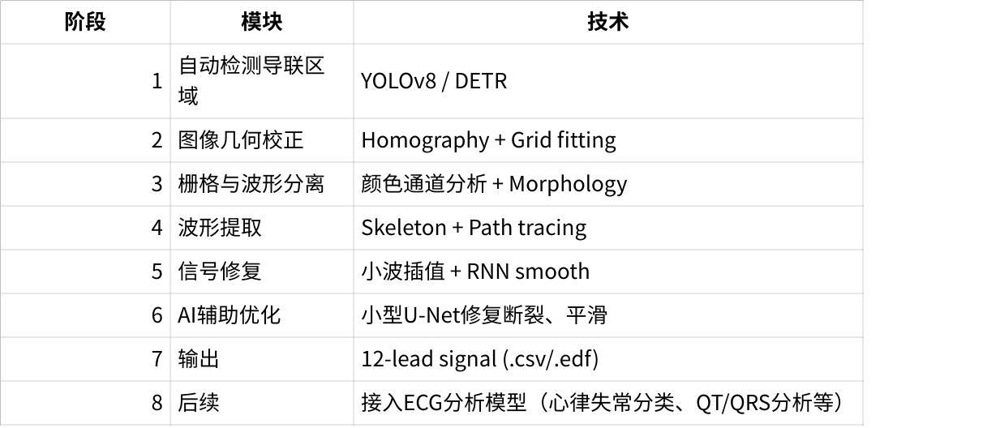 阶段 模块 技术
1 自动检测导联区
域 YOLOv8 / DETR
2 图像几何校正 Homography + Grid fitting
3 栅格与波形分离 颜色通道分析 + Morphology
4 波形提取 Skeleton + Path tracing
5 信号修复 小波插值 + RNN smooth
6 AI辅助优化 小型U-Net修复断裂、平滑
7 输出 12-lead signal (.csv/.edf)
8 后续 接入ECG分析模型（心律失常分类、QT/QRS分析等）